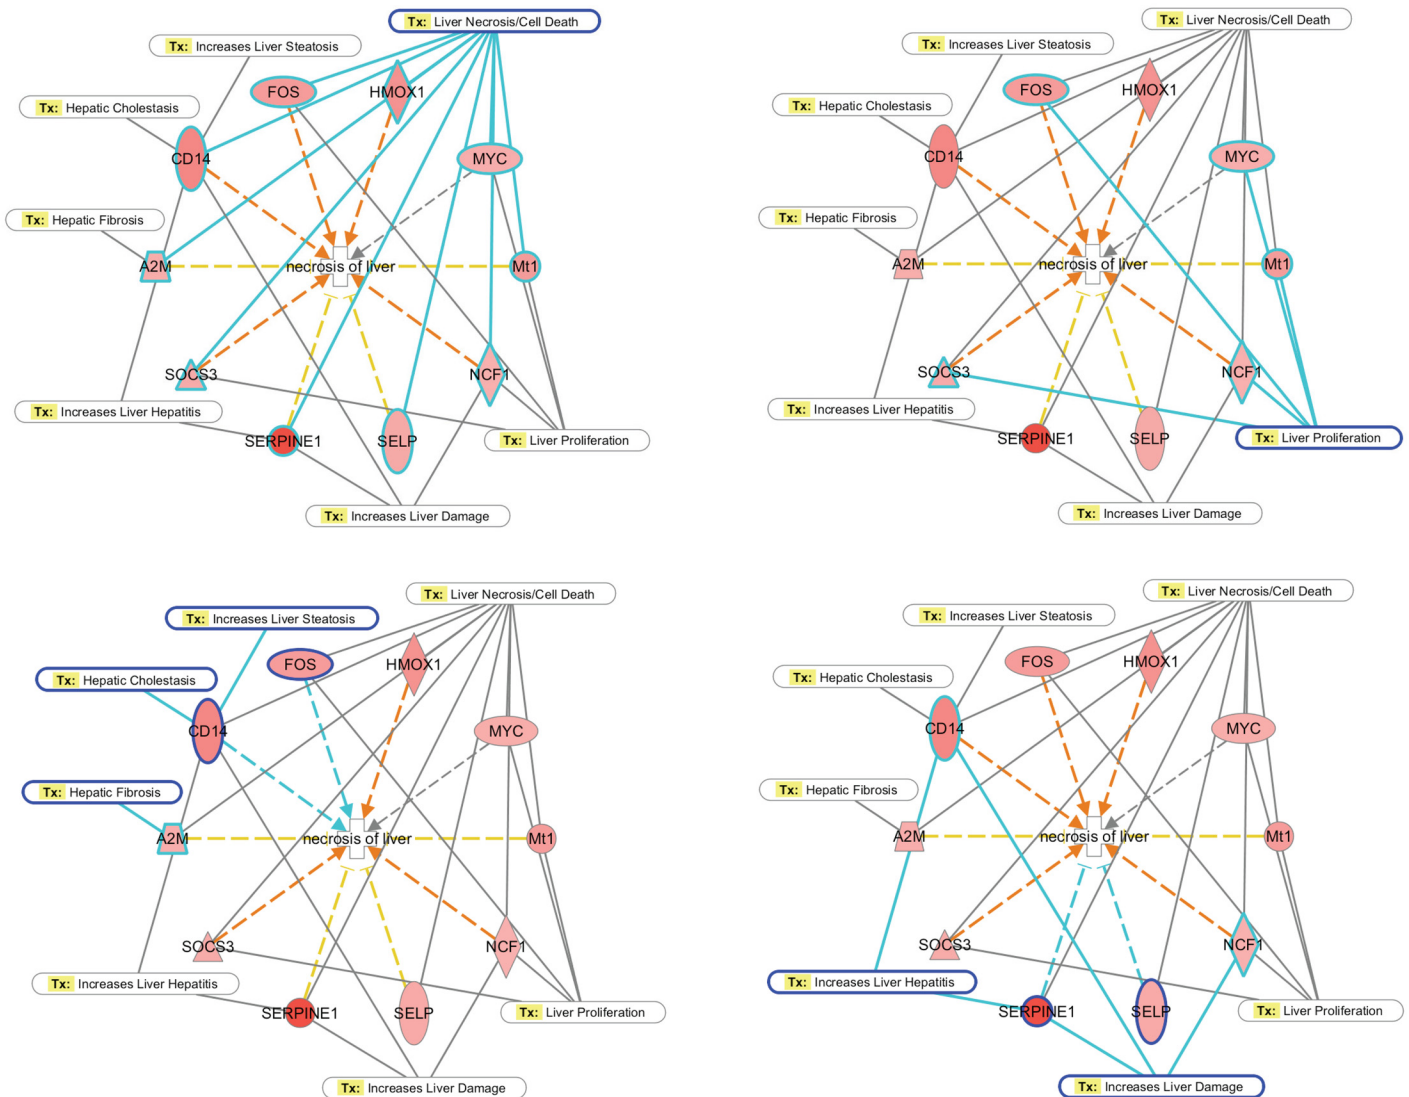 Tx: Liver Necrosis/Cell Death
Tx: Increases Liver Steatosis
FOS
HMOX1
Tx: Hepatic Cholestasis
CD14
MYC
Tx: Hepatic Fibrosis
A2M
necrosis of liver
Mt1
SOCS3
NCF1
Tx: Increases Liver Hepatitis
SERPINE1
SELP
Tx: Liver Proliferation
Tx: Increases Liver Damage
Tx: Liver Necrosis/Cell Death
Tx: Increases Liver Steatosis
FOS
HMOX1
Tx: Hepatic Cholestasis
CD14
MYC
Tx: Hepatic Fibrosis
A2M
necrosis of liver
Mt1
SOCS3
NCF1
Tx: Increases Liver Hepatitis
SERPINE1
SELP
Tx: Liver Proliferation
Tx: Increases Liver Damage
Tx: Liver Necrosis/Cell Death
Tx: Increases Liver Steatosis
FOS
HMOX1
Tx: Hepatic Cholestasis
CD14
MYC
Tx: Hepatic Fibrosis
A2M
necrosis of liver
Mt1
SOCS3
NCF1
Tx: Increases Liver Hepatitis
SERPINE1
SELP
Tx: Liver Proliferation
Tx: Increases Liver Damage
Tx: Liver Necrosis/Cell Death
Tx: Increases Liver Steatosis
FOS
HMOX1
Tx: Hepatic Cholestasis
CD14
MYC
Tx: Hepatic Fibrosis
A2M
necrosis of liver
Mt1
SOCS3
NCF1
Tx: Increases Liver Hepatitis
SERPINE1
SELP
Tx: Liver Proliferation
Tx: Increases Liver Damage